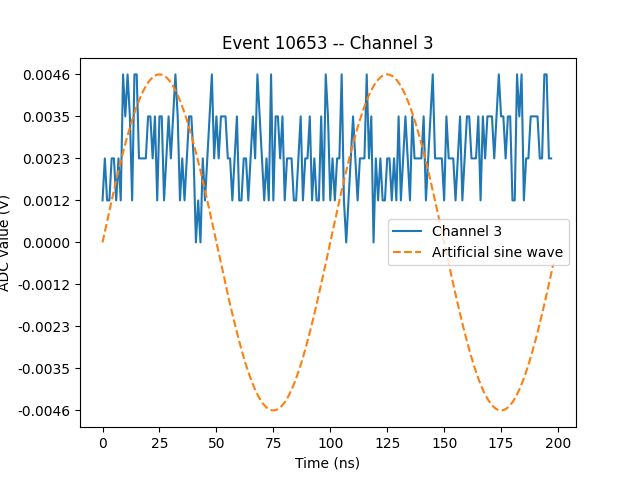 Event 10653 -- Channel 3
0.0046
0.0035
0.0023
0.0012
0.0000
-0.0012
-0.0023
-0.0035
-0.0046
ADC Value (V)
Channel 3
Artificial sine wave
0 25 50 75 100 125 150 175 200
Time (ns)